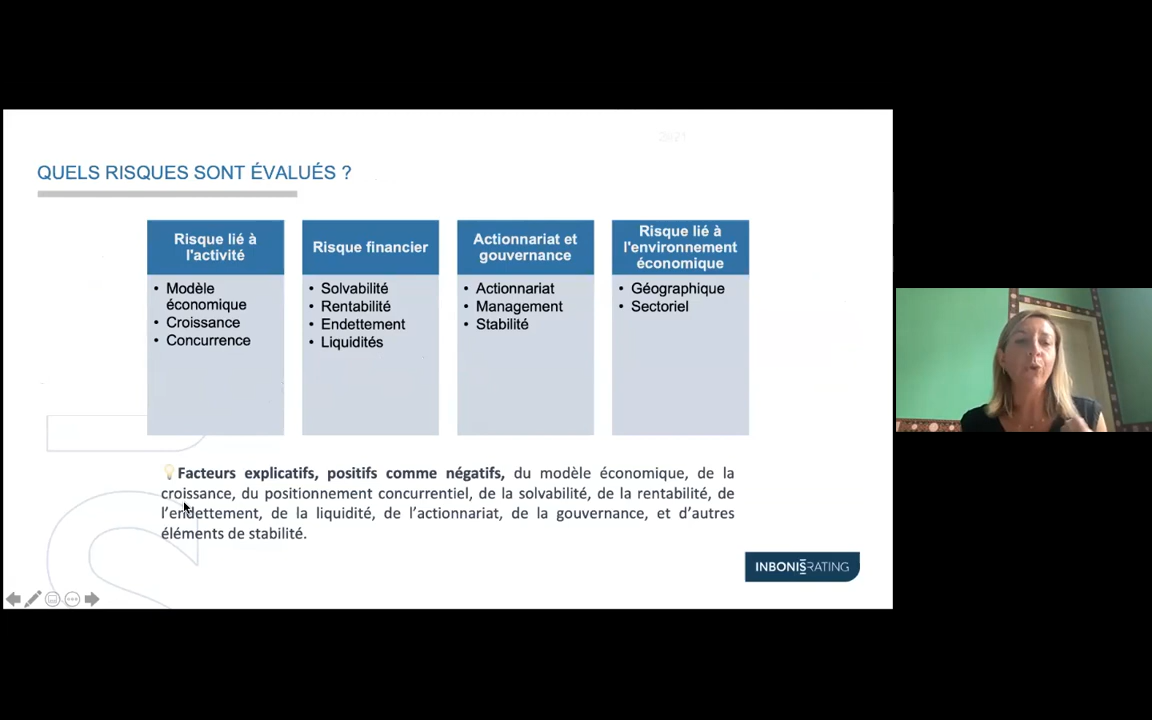 2021
QUELS RISQUES SONT ÉVALUÉS ?
Risque lié à
l'activité
• Modèle
économique
• Croissance
• Concurrence
Risque financier
• Solvabilité
• Rentabilité
• Endettement
• Liquidités
Actionnariat et
gouvernance
• Actionnariat
• Management
• Stabilité
Risque lié à
l'environnement
économique
• Géographique
• Sectoriel
Facteurs explicatifs, positifs comme négatifs, du modèle économique, de la
croissance, du positionnement concurrentiel, de la solvabilité, de la rentabilité, de
l’endettement, de la liquidité, de l’actionnariat, de la gouvernance, et d’autres
éléments de stabilité.
INBONISRATING